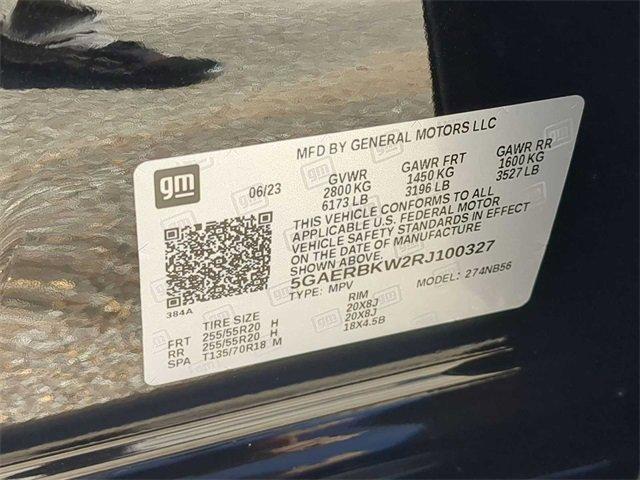 MFD BY GENERAL MOTORS LLC
gm
06/23
GVWR
2800 KG
6173 LB
GAWR FRT
1450 KG
3196 LB
GAWR RR
1600 KG
3527 LB
THIS VEHICLE CONFORMS TO ALL
APPLICABLE U.S. FEDERAL MOTOR
VEHICLE SAFETY STANDARDS IN EFFECT
ON THE DATE OF MANUFACTURE
SHOWN ABOVE
5GAERBKW2RJ100327
TYPE: MPV
MODEL: 274NB56
384A
TIRE SIZE
RIM
FRT 255/55R20 H 20X8J
RR 255/55R20 H 20X8J
SPA T135/70R18 M 18X4.5B